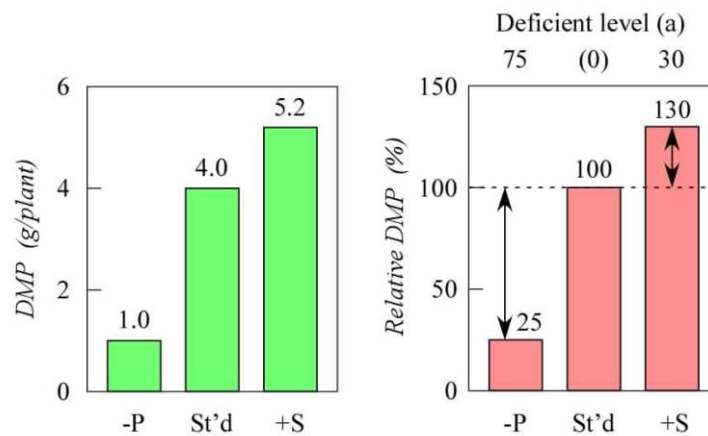 DMP (g/plant)
6
4
2
0
1.0
4.0
5.2
-P St’d +S
Deficient level (a)
75 (0) 30
Relative DMP (%)
150
100
50
0
25
100
130
-P St’d +S